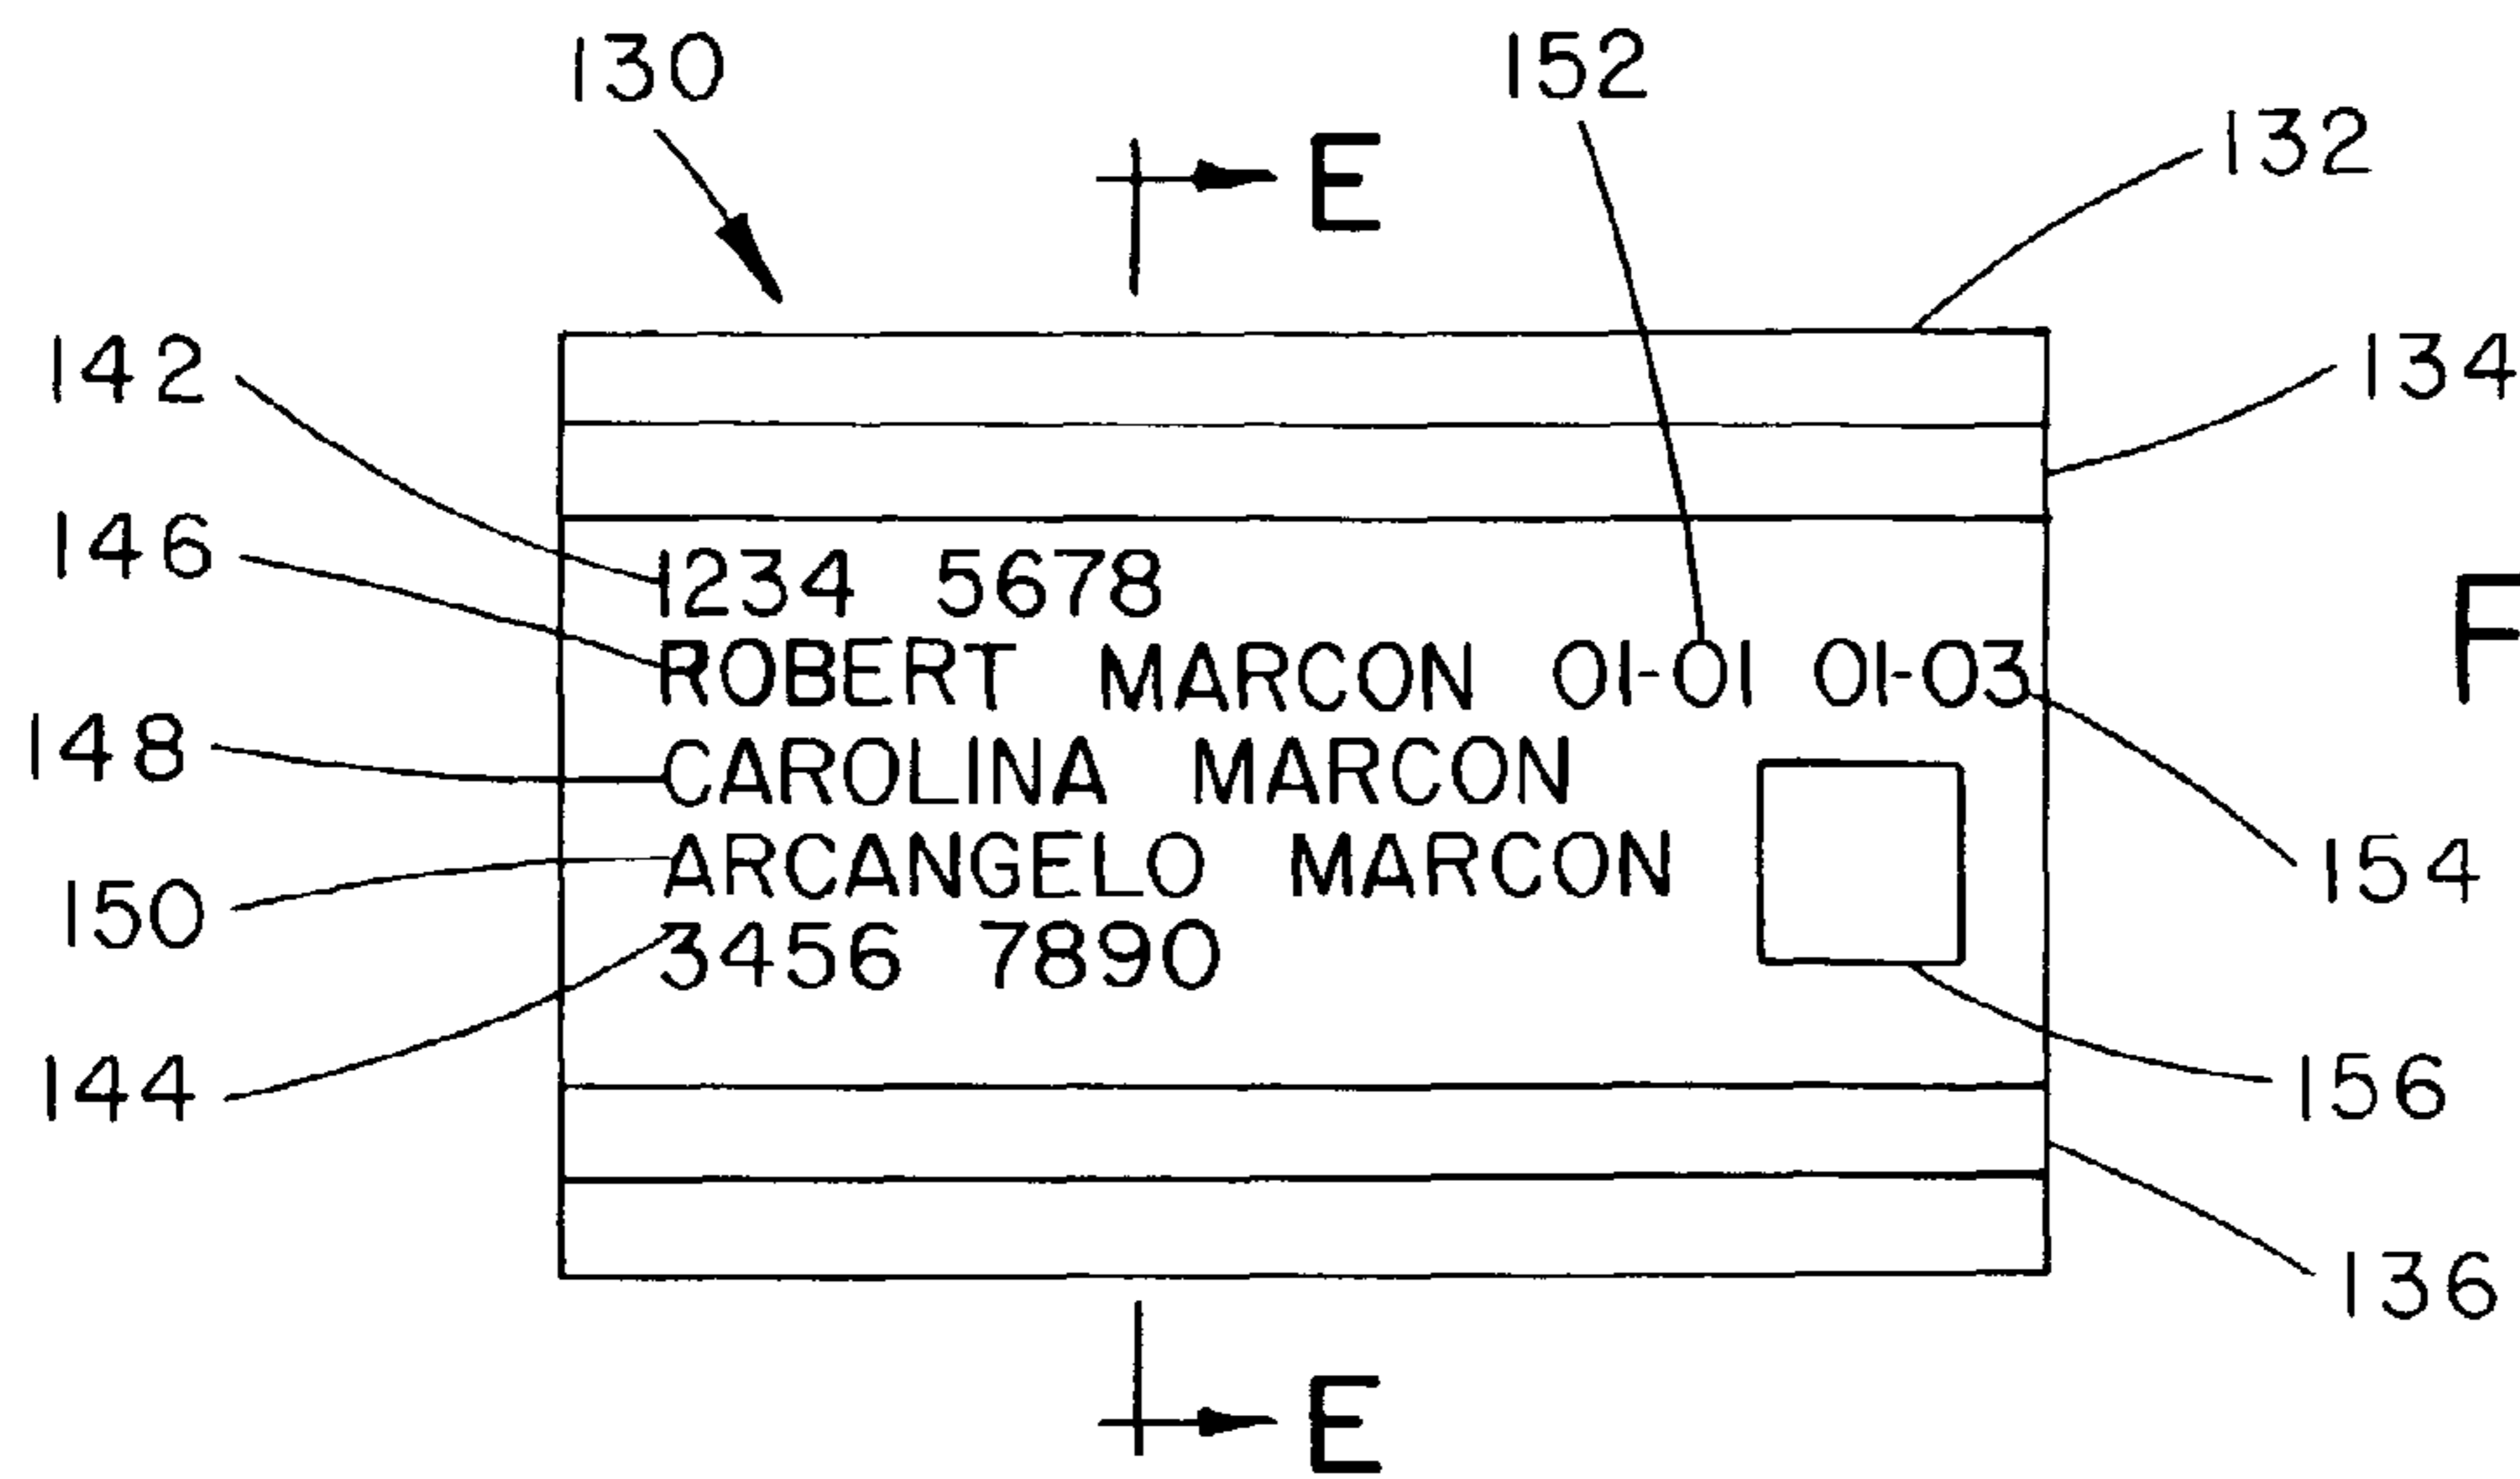 130
152
132
E
134
142
1234 5678
146
F
ROBERT MARCON 01-01 01-03
148
CAROLINA MARCON
154
ARCANGELO MARCON
150
3456 7890
144
156
136
E